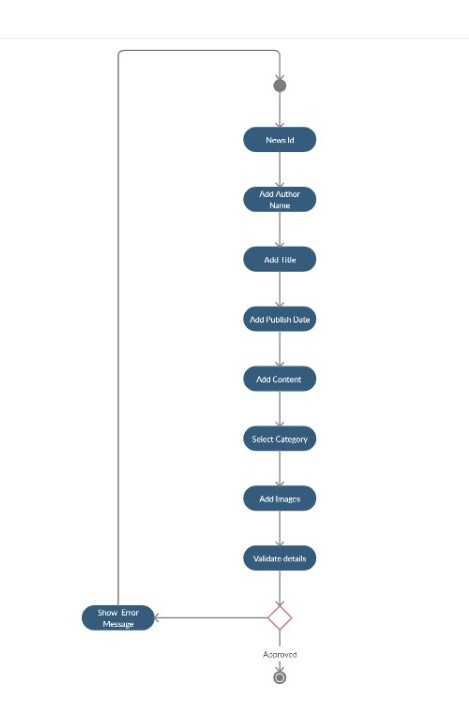 News Id
Add Author
Name
Add Title
Add Publish Date
Add Content
Select Category
Add Images
Validate details
Show Error
Message
Approved